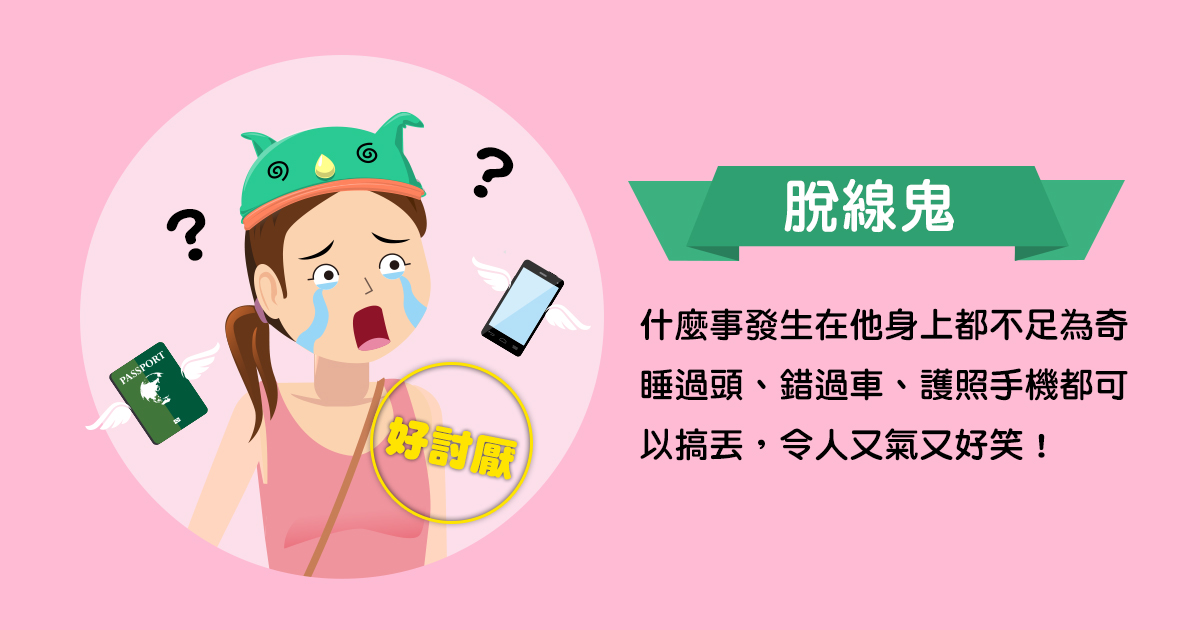 脫線鬼
什麼事發生在他身上都不足為奇
睡過頭、錯過車、護照手機都可
以搞丟，令人又氣又好笑！
PASSPORT
好討厭
?
?